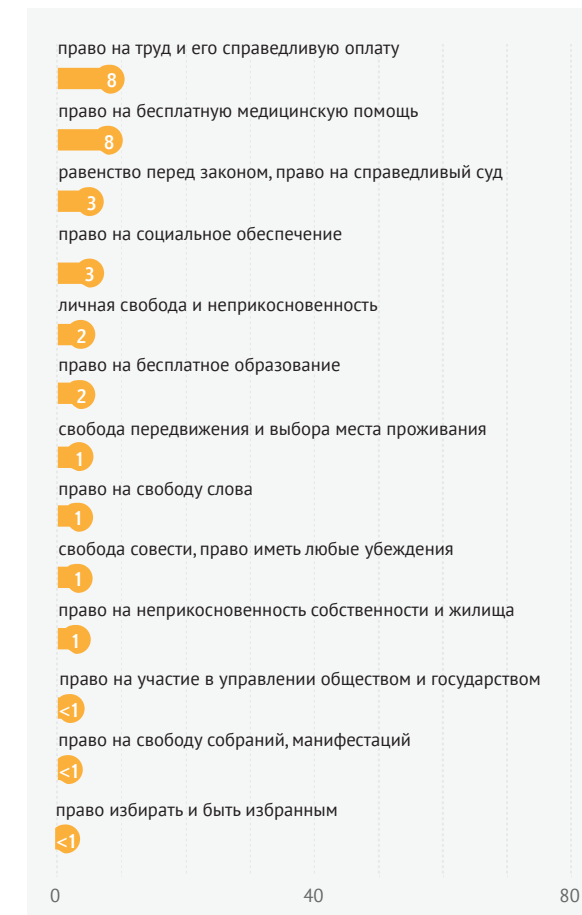 право на труд и его справедливую оплату
8
право на бесплатную медицинскую помощь
8
равенство перед законом, право на справедливый суд
3
право на социальное обеспечение
3
личная свобода и неприкосновенность
2
право на бесплатное образование
2
свобода передвижения и выбора места проживания
1
право на свободу слова
1
свобода совести, право иметь любые убеждения
1
право на неприкосновенность собственности и жилища
1
право на участие в управлении обществом и государством
<1
право на свободу собраний, манифестаций
<1
право избирать и быть избранным
<1
0 40 80